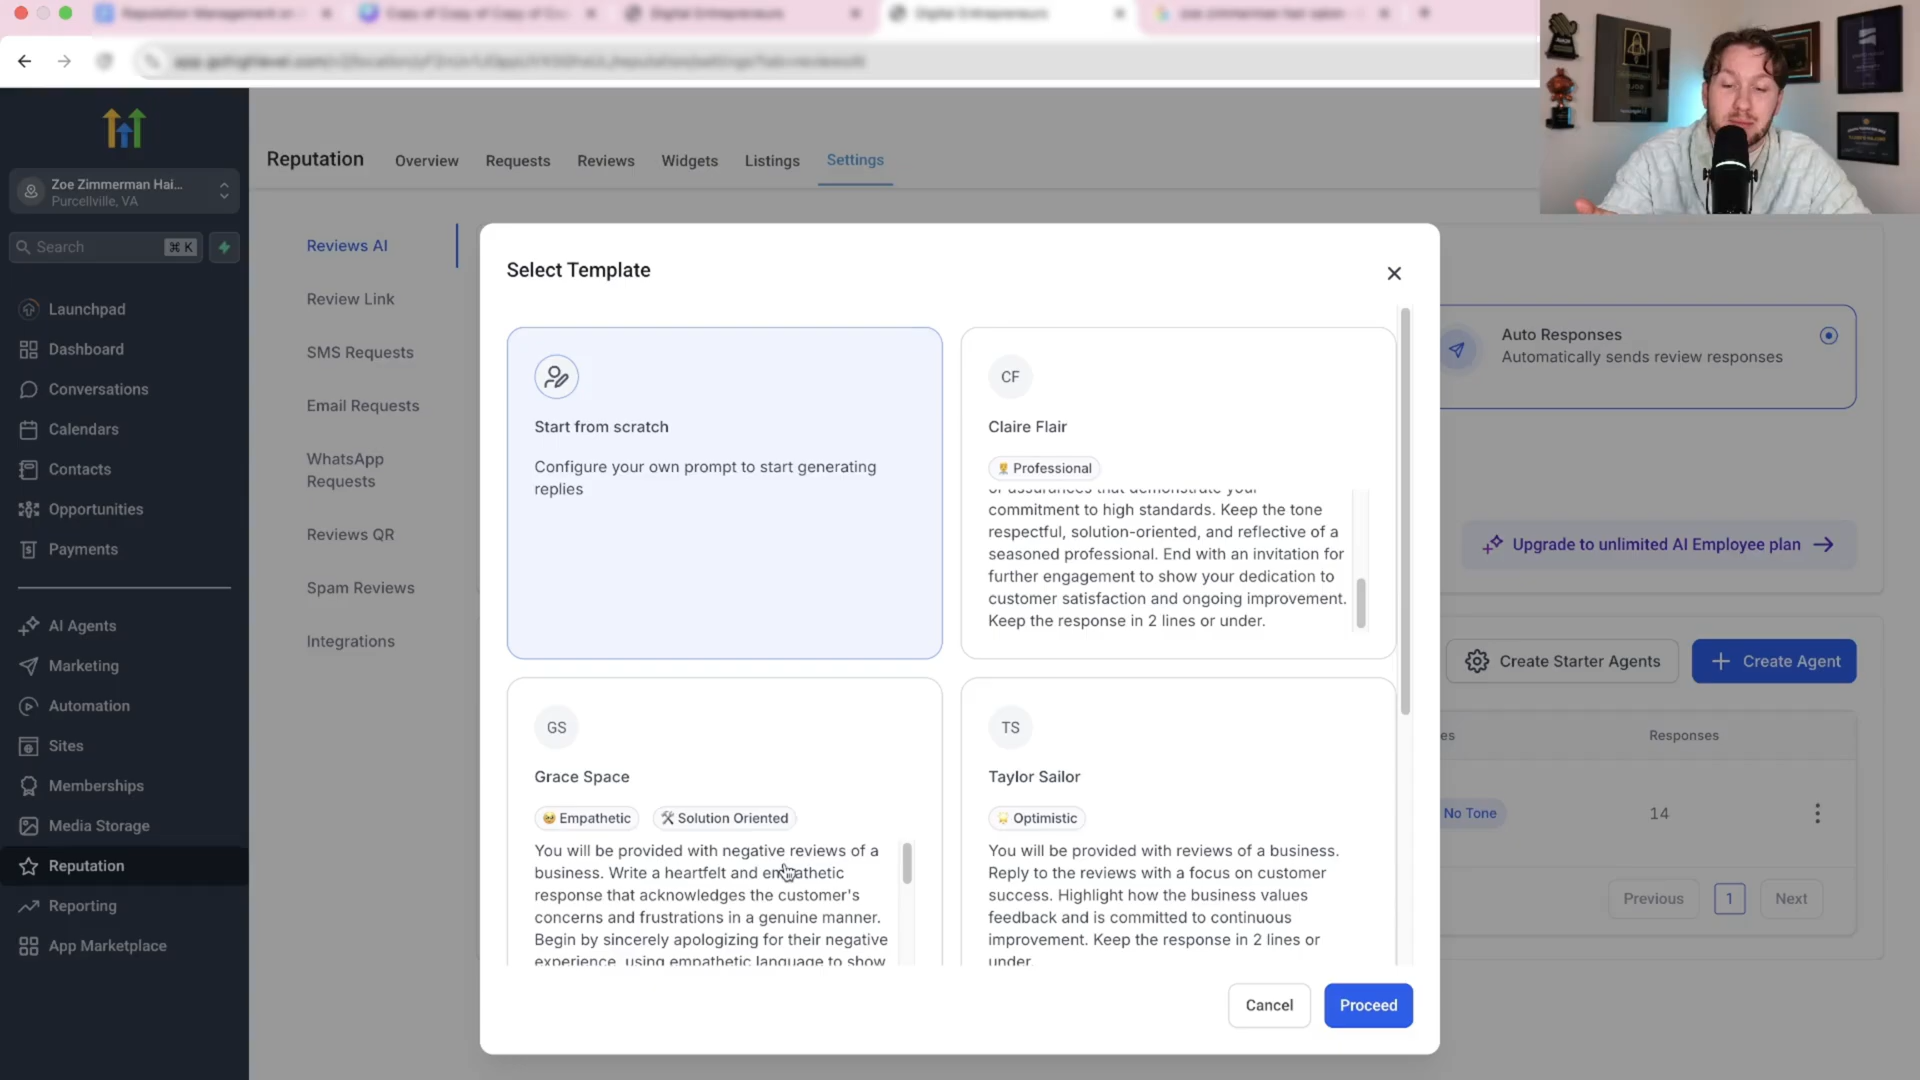 Reputation Management on
Copy of Copy of Copy of
Digital Entrepreneurs
Digital Entrepreneurs
zoe zimmerman hair salon -
Zoe Zimmerman Hai...
Purcellville, VA
Search
⌘ K
Launchpad
Dashboard
Conversations
Calendars
Contacts
Opportunities
Payments
AI Agents
Marketing
Automation
Sites
Memberships
Media Storage
Reputation
Reporting
App Marketplace
Reputation
Overview
Requests
Reviews
Widgets
Listings
Settings
Reviews AI
Review Link
SMS Requests
Email Requests
WhatsApp
Requests
Reviews QR
Spam Reviews
Integrations
Select Template
Start from scratch
Configure your own prompt to start generating
replies
CF
Claire Flair
Professional
or assurances that demonstrate your
commitment to high standards. Keep the tone
respectful, solution-oriented, and reflective of a
seasoned professional. End with an invitation for
further engagement to show your dedication to
customer satisfaction and ongoing improvement.
Keep the response in 2 lines or under.
GS
Grace Space
Empathetic
Solution Oriented
You will be provided with negative reviews of a
business. Write a heartfelt and empathetic
response that acknowledges the customer's
concerns and frustrations in a genuine manner.
Begin by sincerely apologizing for their negative
experience, using empathetic language to show
TS
Taylor Sailor
Optimistic
You will be provided with reviews of a business.
Reply to the reviews with a focus on customer
success. Highlight how the business values
feedback and is committed to continuous
improvement. Keep the response in 2 lines or
under.
Cancel
Proceed
Auto Responses
Automatically sends review responses
Upgrade to unlimited AI Employee plan
Create Starter Agents
Create Agent
es
Responses
No Tone
14
Previous
1
Next